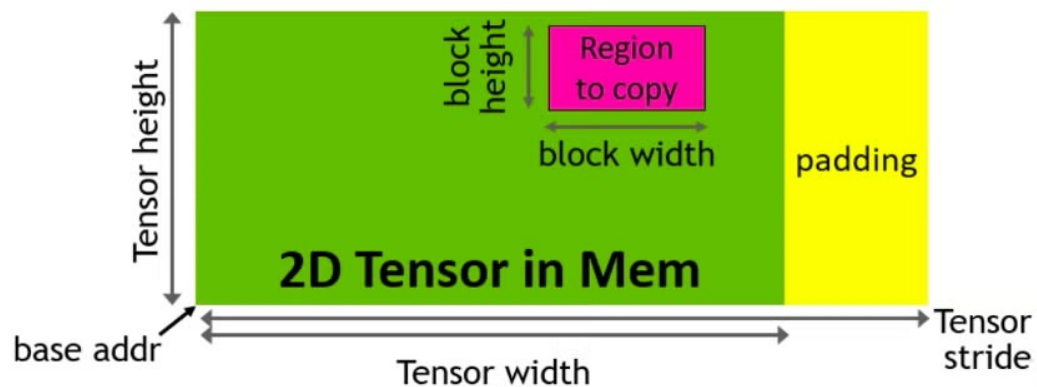 Tensor height
block
height
Region
to copy
block width
padding
2D Tensor in Mem
base addr
Tensor
stride
Tensor width